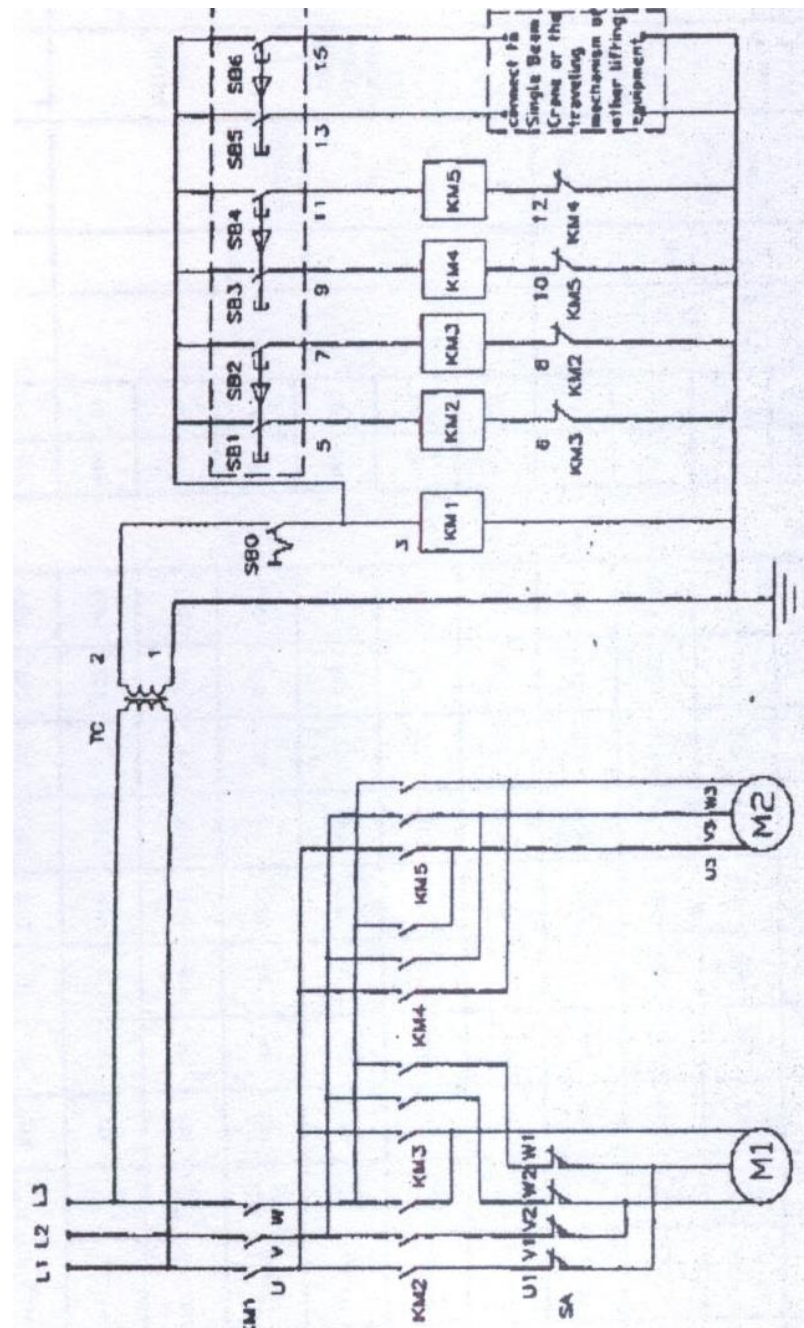 L1 L2 L3
TC
2
1
U V W
KM2
KM3
KM4
KM5
U1 V1 V2 W2 W1
SA
M1
U3 V3 W3
M2
SB0
3
KM1
SB1
SB2
SB3
SB4
SB5
SB6
5
7
9
11
13
15
KM2
KM3
KM4
KM5
6
8
10
12
KM3
KM2
KM5
KM4
connect to
Single Beam
Crane or the
traveling
mechanism of
other lifting
equipment